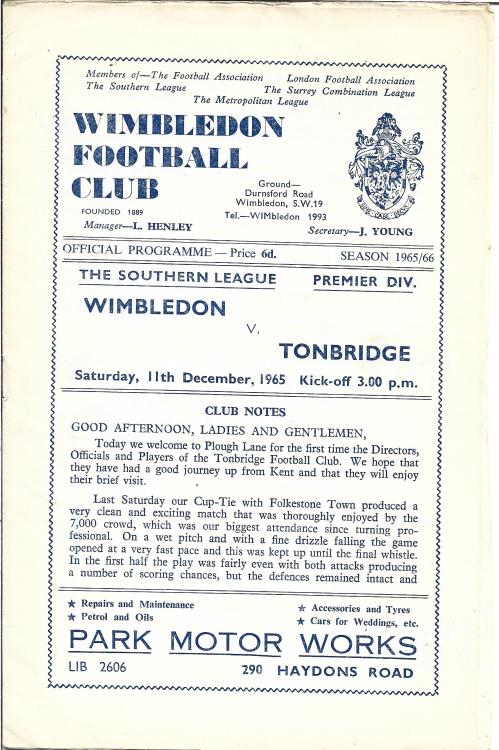 Members of—The Football Association London Football Association
The Southern League The Surrey Combination League
The Metropolitan League
WIMBLEDON
FOOTBALL
CLUB
FOUNDED 1889
Ground—
Durnsford Road
Wimbledon, S.W.19
Tel.—WIMbledon 1993
Manager—L. HENLEY
Secretary—J. YOUNG
OFFICIAL PROGRAMME — Price 6d. SEASON 1965/66
THE SOUTHERN LEAGUE PREMIER DIV.
WIMBLEDON
V.
TONBRIDGE
Saturday, 11th December, 1965 Kick-off 3.00 p.m.
CLUB NOTES
GOOD AFTERNOON, LADIES AND GENTLEMEN,
Today we welcome to Plough Lane for the first time the Directors,
Officials and Players of the Tonbridge Football Club. We hope that
they have had a good journey up from Kent and that they will enjoy
their brief visit.
Last Saturday our Cup-Tie with Folkestone Town produced a
very clean and exciting match that was thoroughly enjoyed by the
7,000 crowd, which was our biggest attendance since turning pro-
fessional. On a wet pitch and with a fine drizzle falling the game
opened at a very fast pace and this was kept up until the final whistle.
In the first half the play was fairly even with both attacks producing
a number of scoring chances, but the defences remained intact and
★ Repairs and Maintenance ★ Accessories and Tyres
★ Petrol and Oils ★ Cars for Weddings, etc.
PARK MOTOR WORKS
LIB 2606 290 HAYDONS ROAD